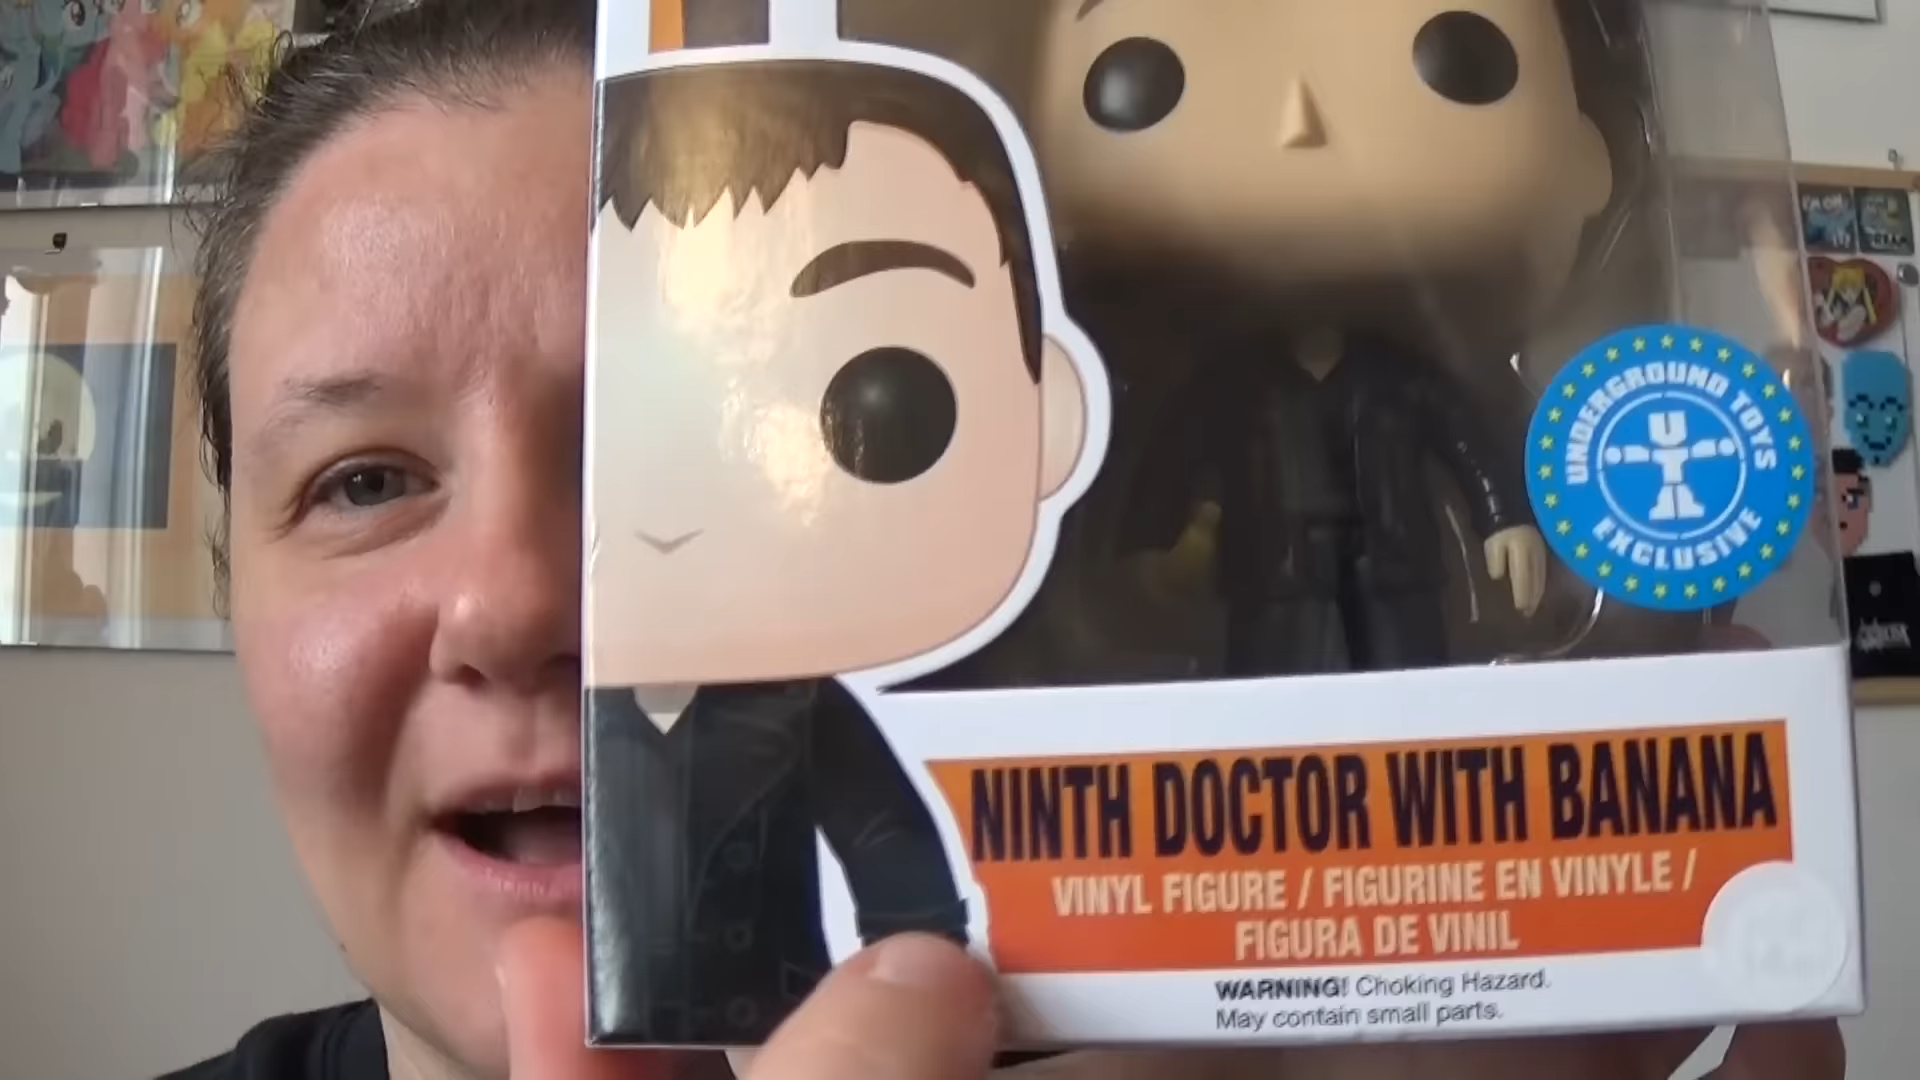 UNDERGROUND TOYS
U
EXCLUSIVE
NINTH DOCTOR WITH BANANA
VINYL FIGURE / FIGURINE EN VINYLE /
FIGURA DE VINIL
WARNING! Choking Hazard.
May contain small parts.